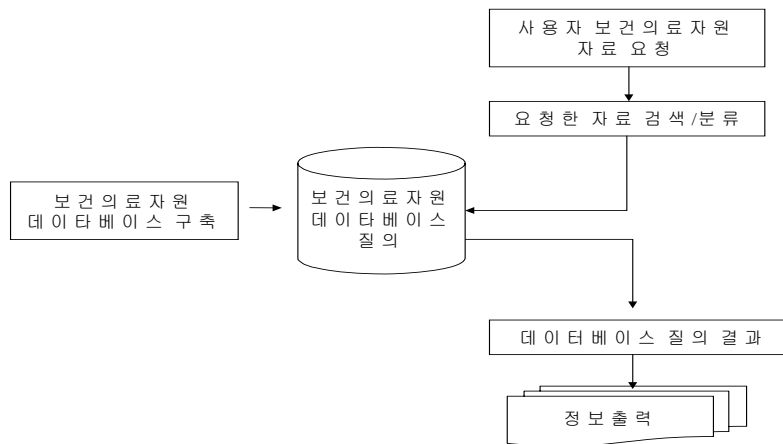 사용자 보건의료자원
자료 요청
요청한 자료 검색/분류
보건의료자원
데이타베이스 구축
보건의료자원
데이타베이스
질의
데이터베이스 질의 결과
정보출력